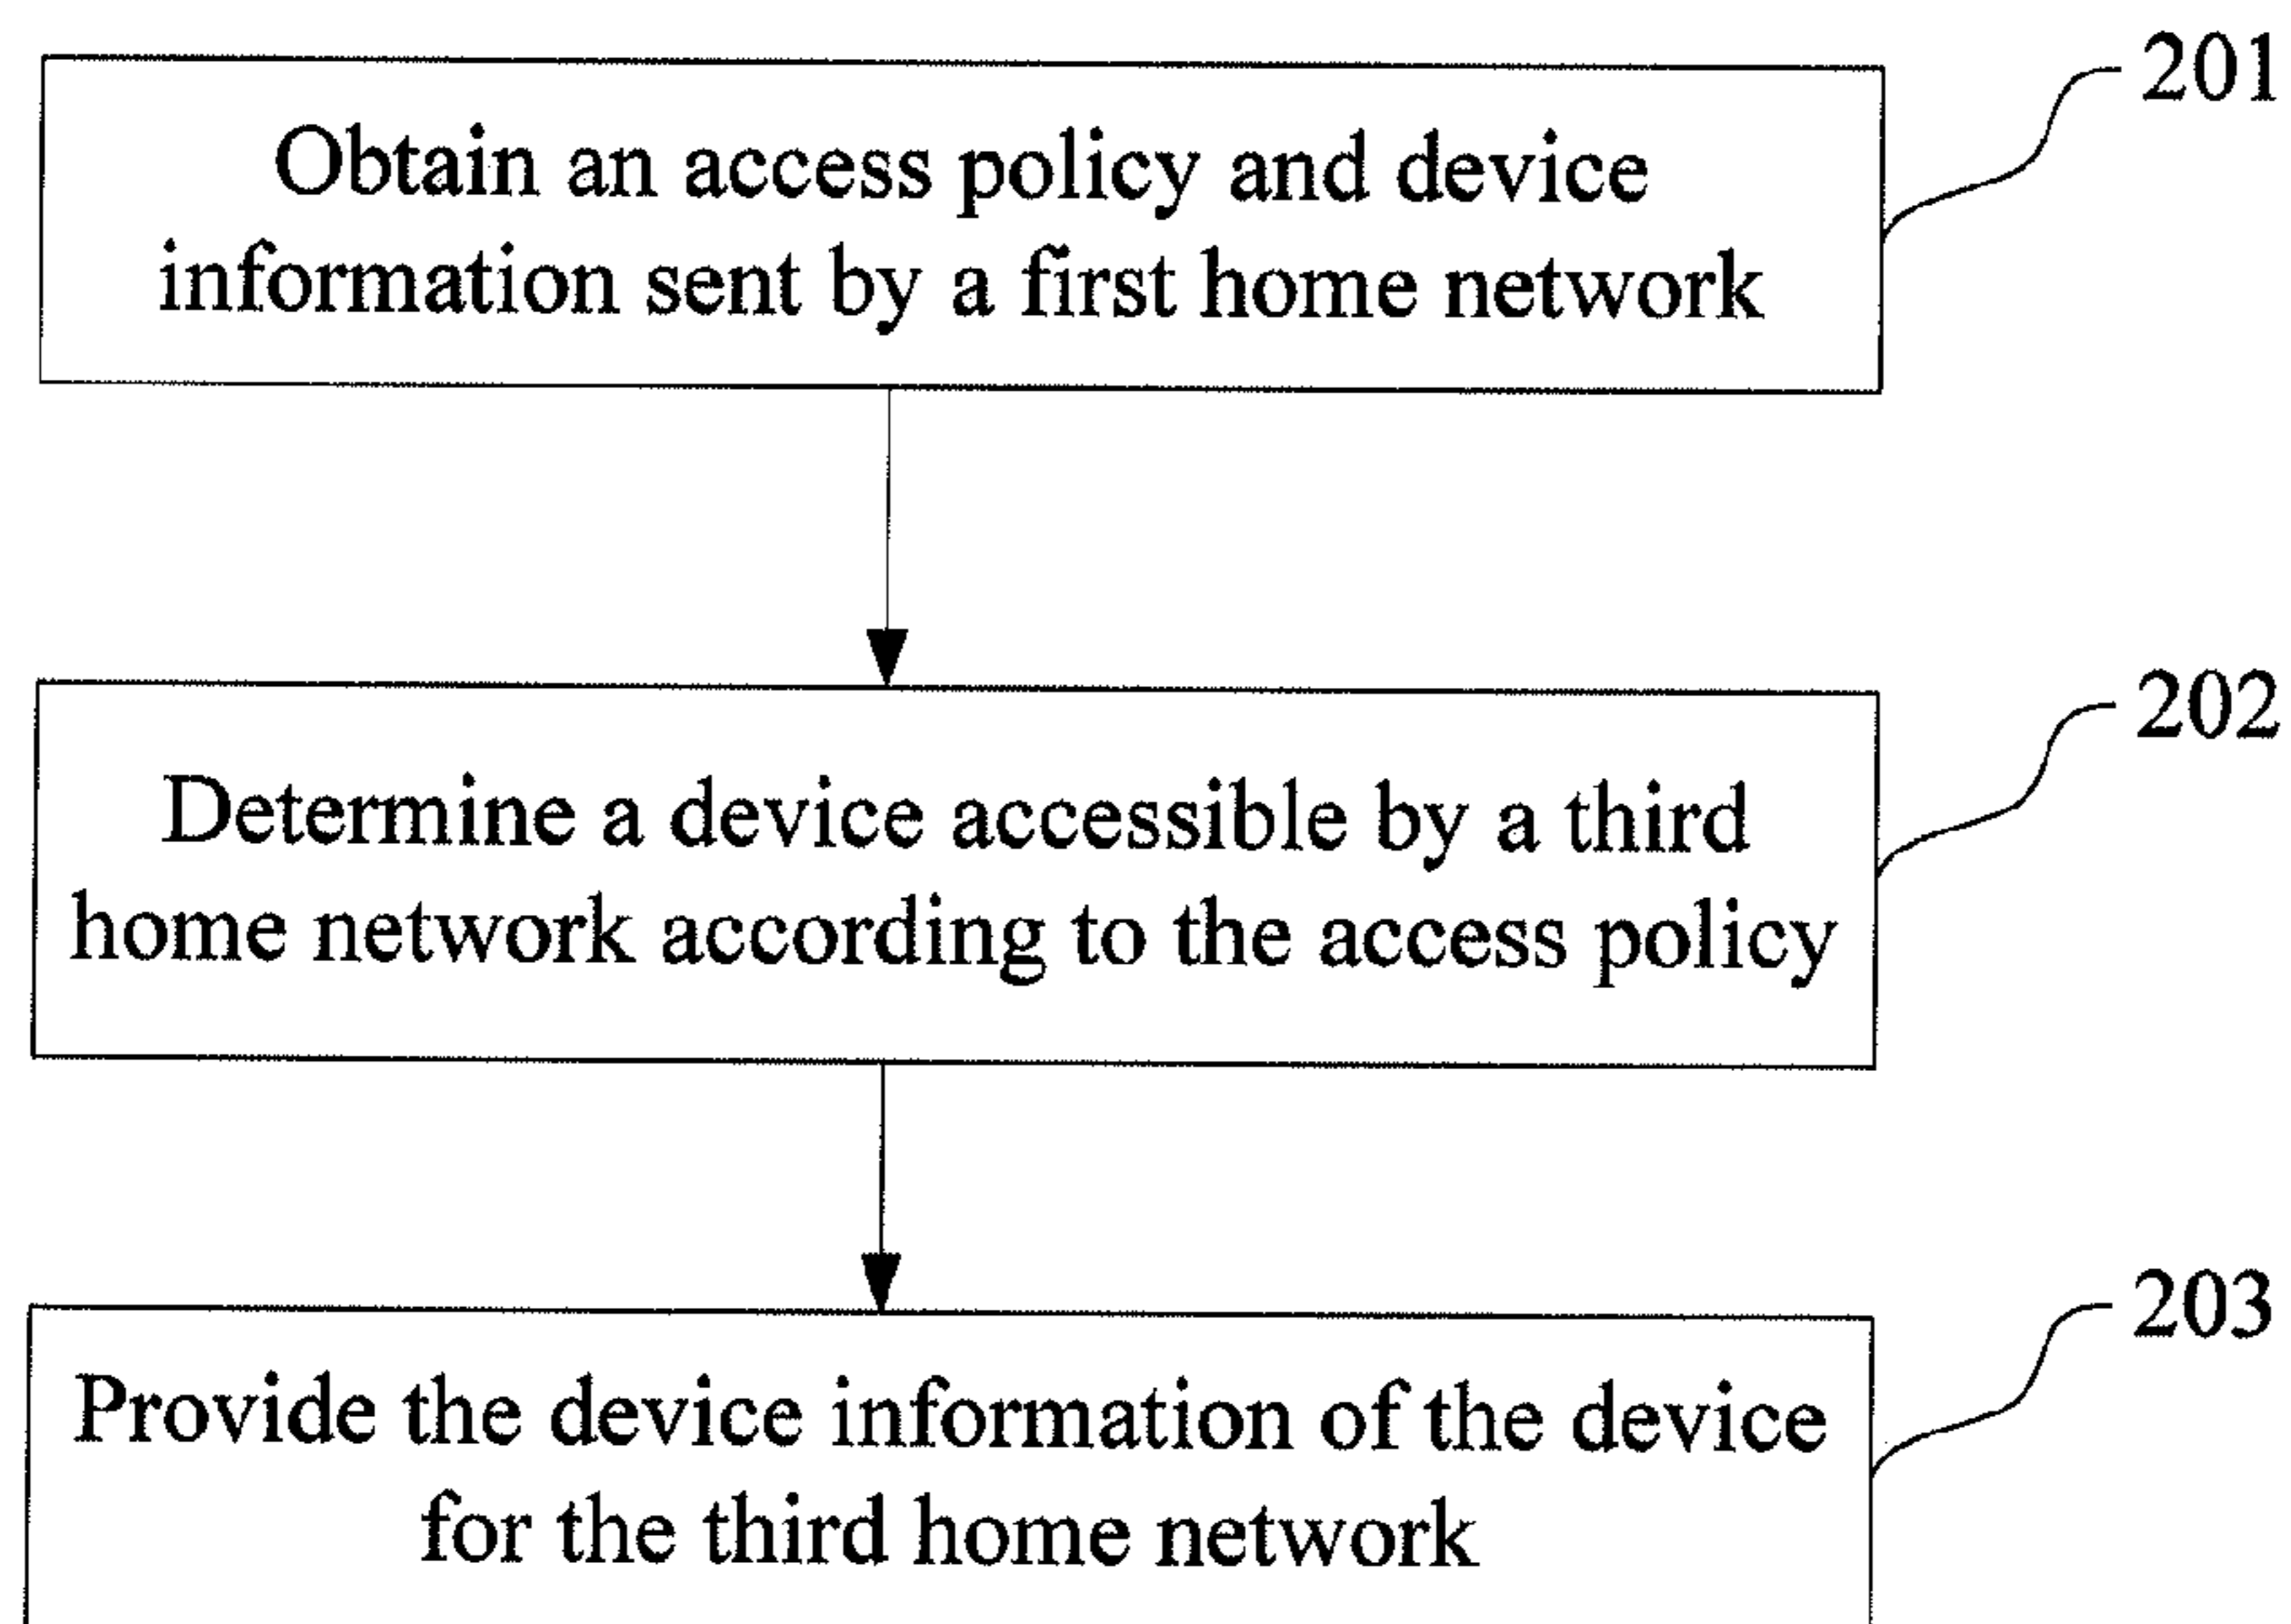 201
Obtain an access policy and device
information sent by a first home network
202
Determine a device accessible by a third
home network according to the access policy
203
Provide the device information of the device
for the third home network